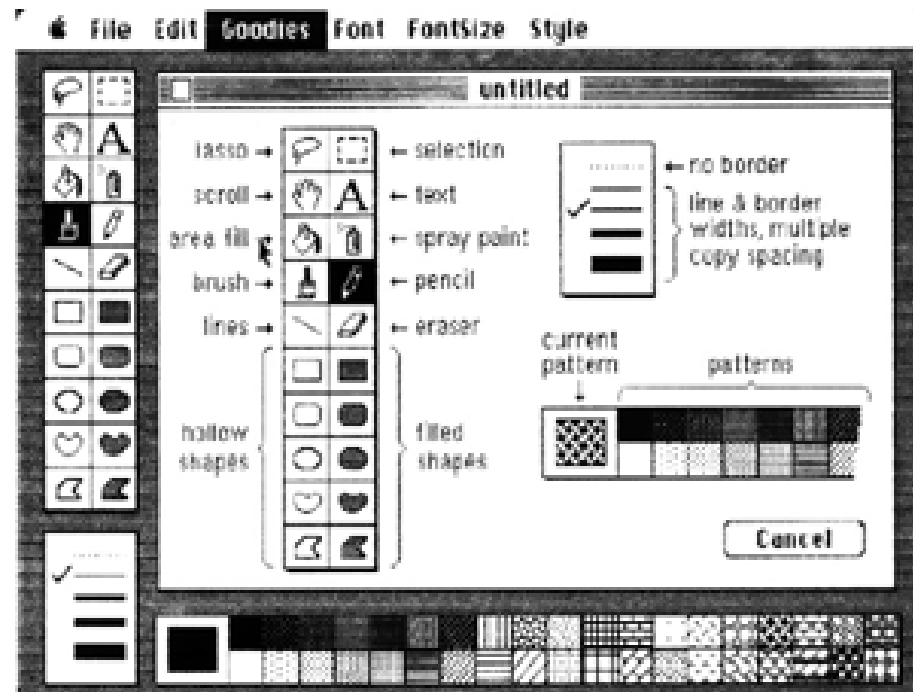 File Edit Goodies Font FontSize Style
untitled
lasso → ← selection
scroll → A ← text
area fill ← spray paint
brush → ← pencil
lines → ← eraser
hollow
shapes
filled
shapes
← no border
line & border
widths, multiple
copy spacing
current
pattern
↓
patterns
Cancel
A